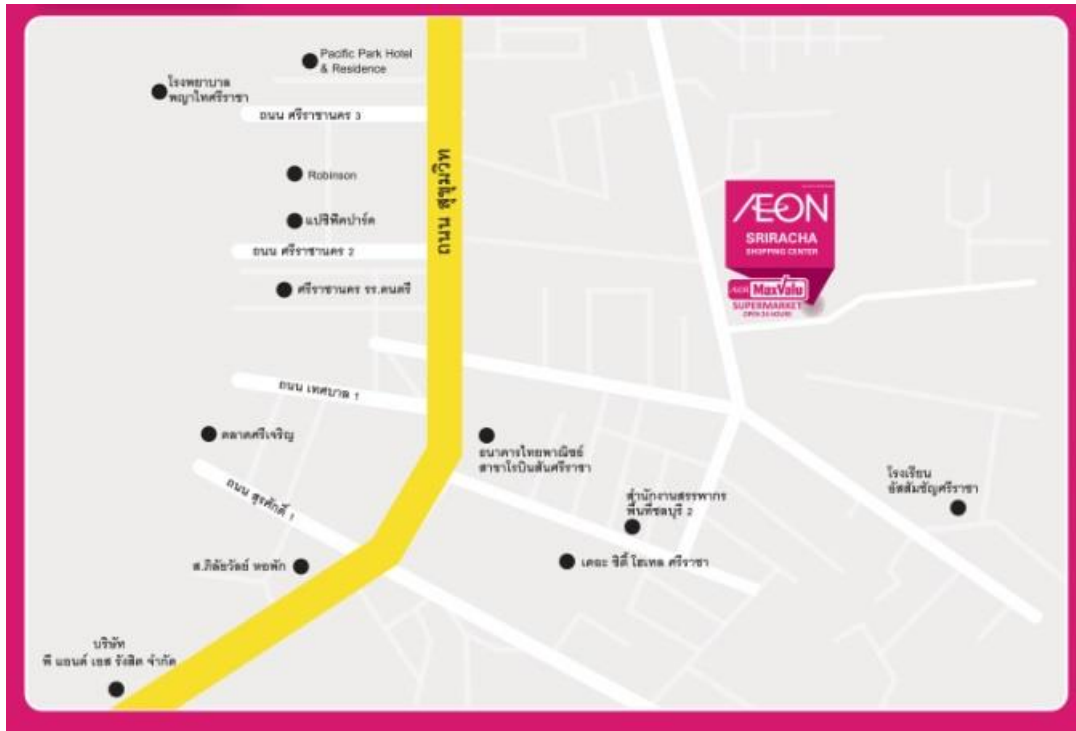 Pacific Park Hotel
& Residence
โรงพยาบาล
พญาไทศรีราชา
ถนน ศรีราชานคร 3
ถนน สุขุมวิท
Robinson
แปซิฟิคปาร์ค
ถนน ศรีราชานคร 2
ศรีราชานคร รร.ดนตรี
ÆON
SRIRACHA
SHOPPING CENTER
ÆON MaxValu
SUPERMARKET
OPEN 24 HOURS
ถนน เทศบาล 1
ตลาดศรีเจริญ
ธนาคารไทยพาณิชย์
สาขาโรบินสันศรีราชา
ถนน สุรศักดิ์ 1
โรงเรียน
อัสสัมชัญศรีราชา
สำนักงานสรรพากร
พื้นที่ชลบุรี 2
เดอะ ซิตี้ โฮเทล ศรีราชา
ส.ภิลัยวัลย์ หอพัก
บริษัท
พี แอนด์ เอส รังสิต จำกัด